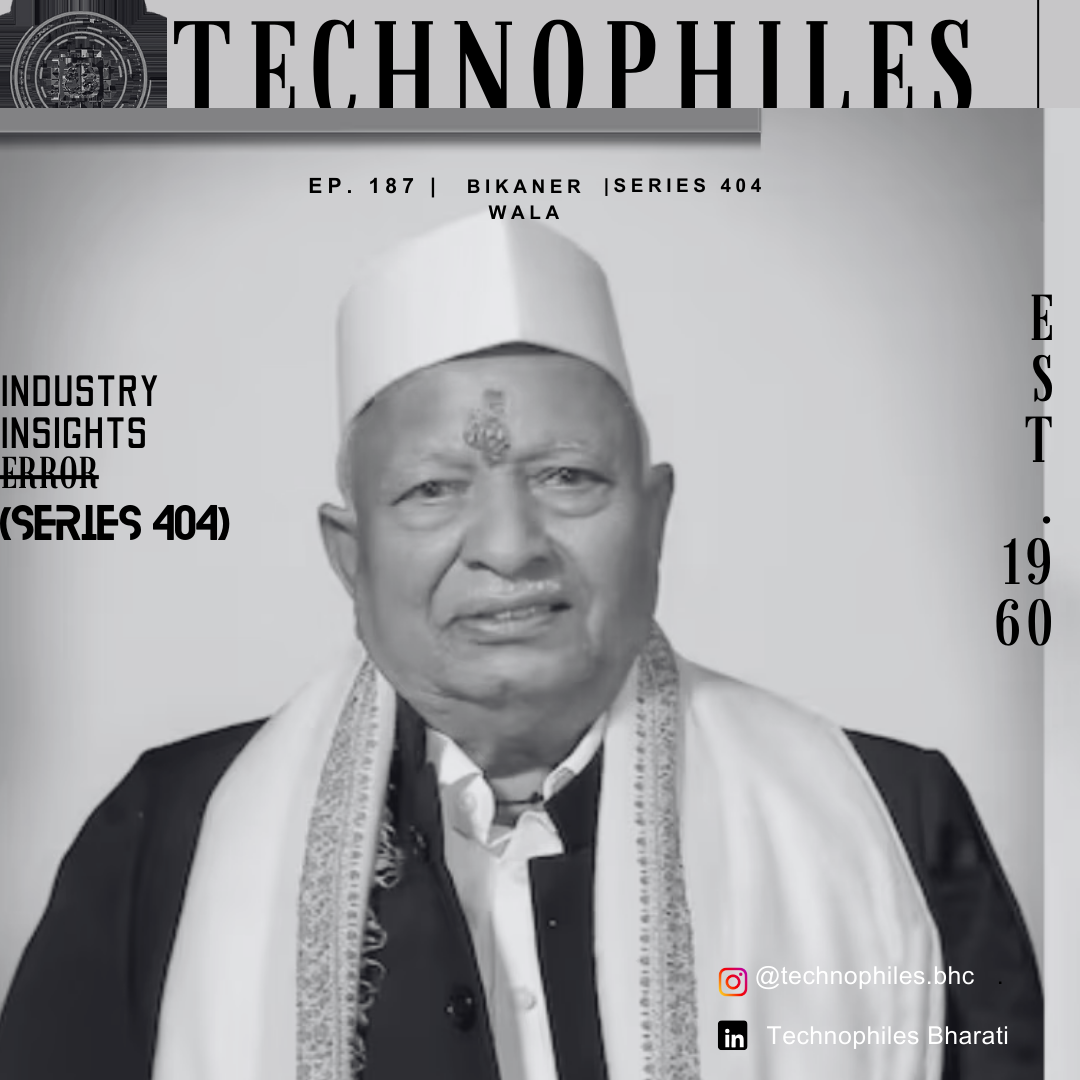 TECHNOPHILES
EP. 187 | BIKANER |SERIES 404
WALA
INDUSTRY
INSIGHTS
ERROR
(SERIES 404)
E
S
T
.
19
60
@technophiles.bhc
Technophiles Bharati